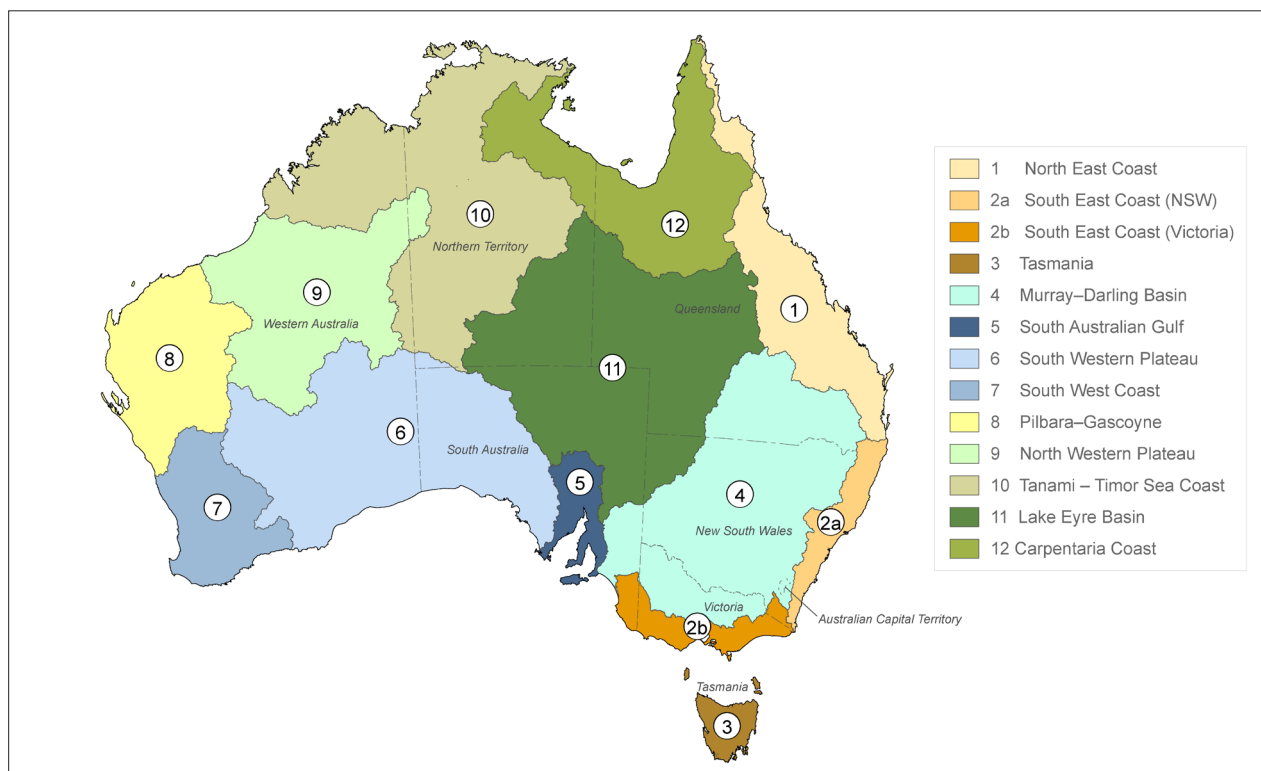 10
12
Northern Territory
9
Western Australia
Queensland
1
8
11
6
South Australia
5
4
7
New South Wales
2a
Victoria
2b
Australian Capital Territory
Tasmania
3
1 North East Coast
2a South East Coast (NSW)
2b South East Coast (Victoria)
3 Tasmania
4 Murray–Darling Basin
5 South Australian Gulf
6 South Western Plateau
7 South West Coast
8 Pilbara–Gascoyne
9 North Western Plateau
10 Tanami – Timor Sea Coast
11 Lake Eyre Basin
12 Carpentaria Coast